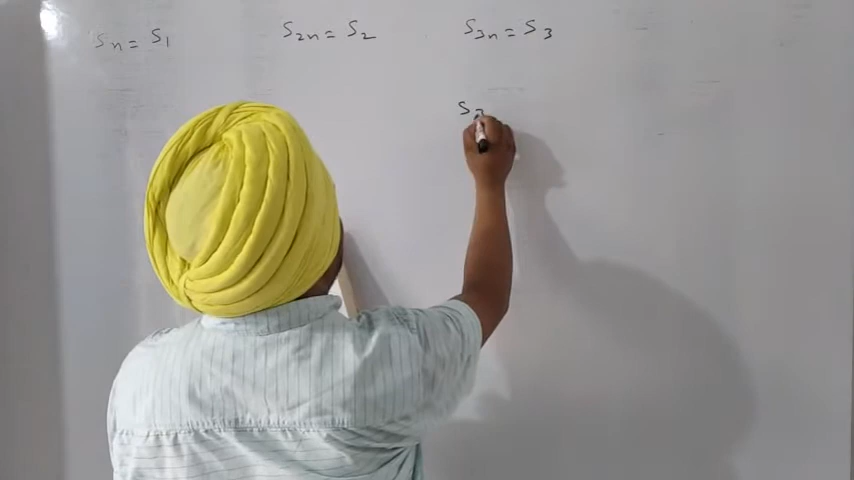 Sn = S1 S2n = S2 S3n = S3
S3